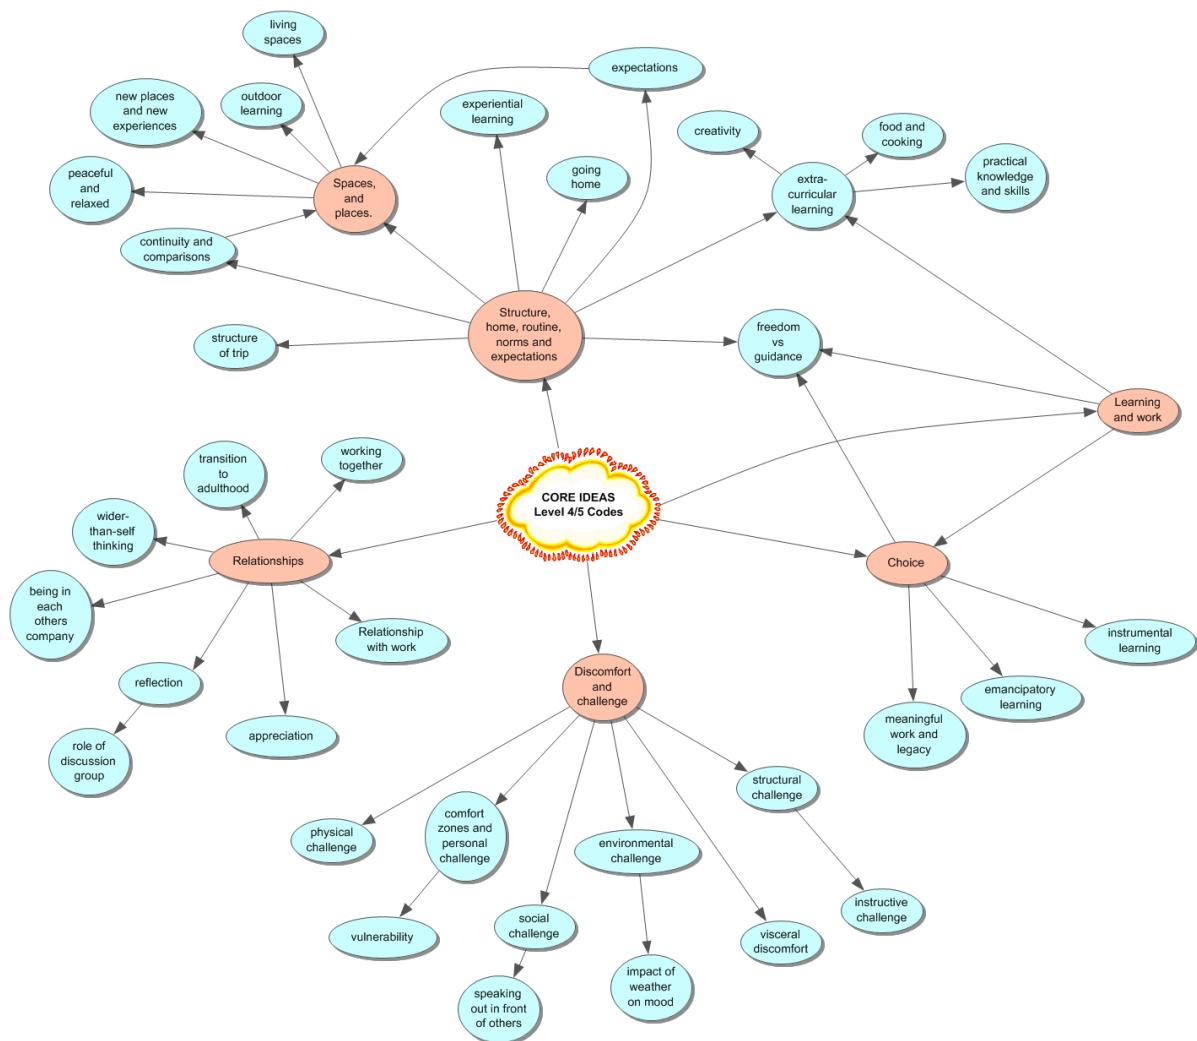 living
spaces
expectations
new places
and new
experiences
outdoor
learning
experiential
learning
creativity
food and
cooking
peaceful
and
relaxed
Spaces,
and
places.
going
home
extra-
curricular
learning
practical
knowledge
and skills
continuity and
comparisons
Structure,
home, routine,
norms and
expectations
structure
of trip
freedom
vs
guidance
Learning
and work
transition
to
adulthood
working
together
CORE IDEAS
Level 4/5 Codes
wider-
than-self
thinking
Relationships
Choice
being in
each
others
company
Relationship
with work
instrumental
learning
reflection
Discomfort
and
challenge
emancipatory
learning
appreciation
meaningful
work and
legacy
role of
discussion
group
structural
challenge
physical
challenge
comfort
zones and
personal
challenge
environmental
challenge
instructive
challenge
vulnerability
social
challenge
visceral
discomfort
impact of
weather
on mood
speaking
out in front
of others